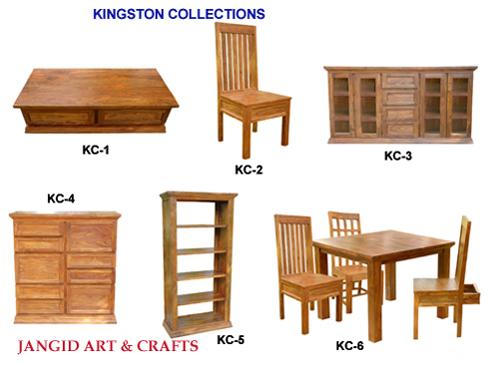 KINGSTON COLLECTIONS
KC-1
KC-2
KC-3
KC-4
KC-5
KC-6
JANGID ART & CRAFTS